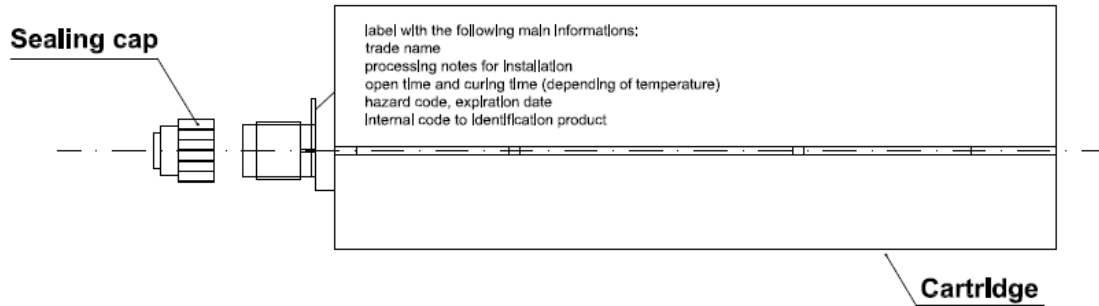 Sealing cap
label with the following main informations:
trade name
processing notes for installation
open time and curing time (depending of temperature)
hazard code, expiration date
internal code to identification product
Cartridge